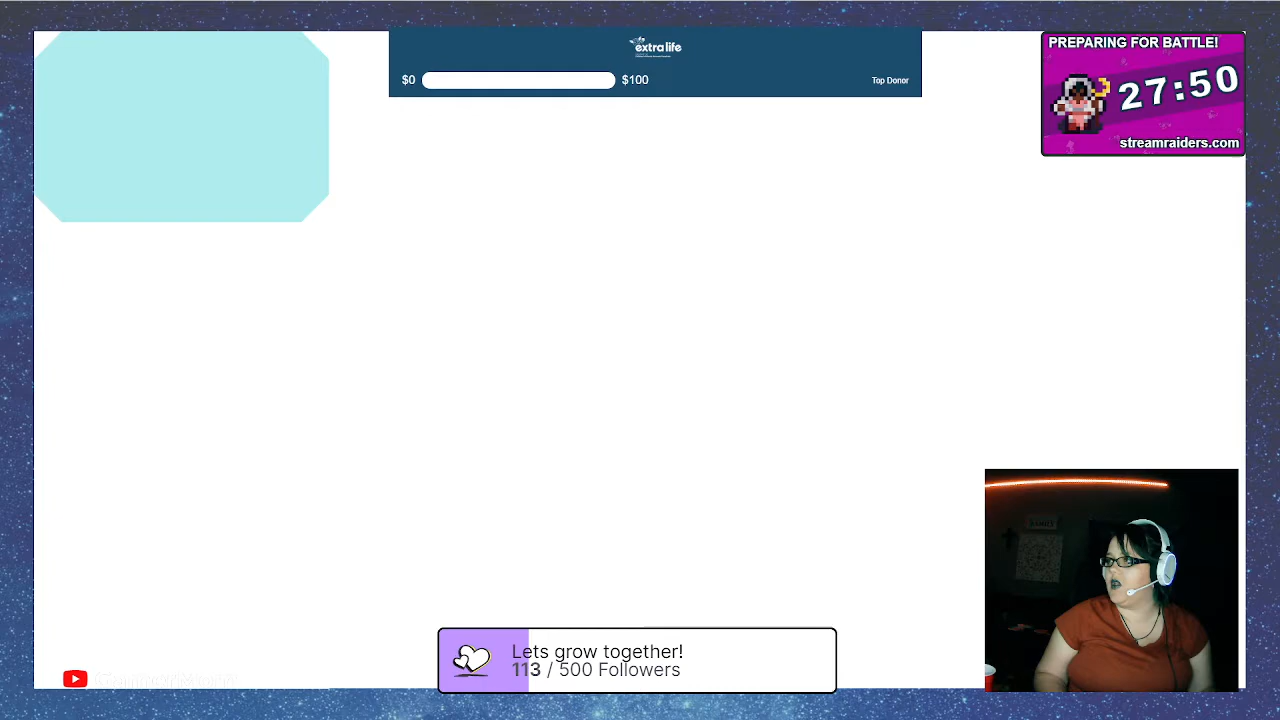 extralife
$0
$100
Top Donor
PREPARING FOR BATTLE!
27:50
streamraiders.com
Lets grow together!
113 / 500 Followers